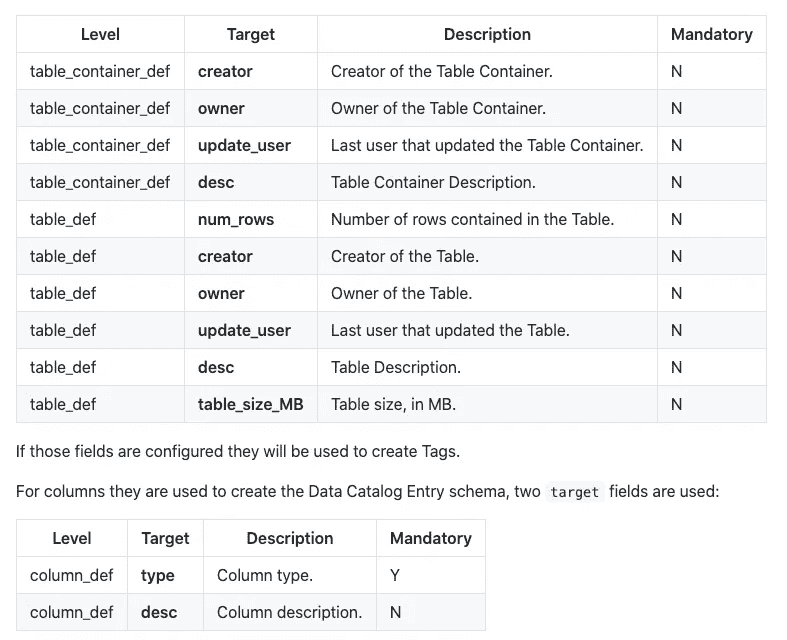 Level Target Description Mandatory
table_container_def creator Creator of the Table Container. N
table_container_def owner Owner of the Table Container. N
table_container_def update_user Last user that updated the Table Container. N
table_container_def desc Table Container Description. N
table_def num_rows Number of rows contained in the Table. N
table_def creator Creator of the Table. N
table_def owner Owner of the Table. N
table_def update_user Last user that updated the Table. N
table_def desc Table Description. N
table_def table_size_MB Table size, in MB. N
If those fields are configured they will be used to create Tags.
For columns they are used to create the Data Catalog Entry schema, two target fields are used:
Level Target Description Mandatory
column_def type Column type. Y
column_def desc Column description. N